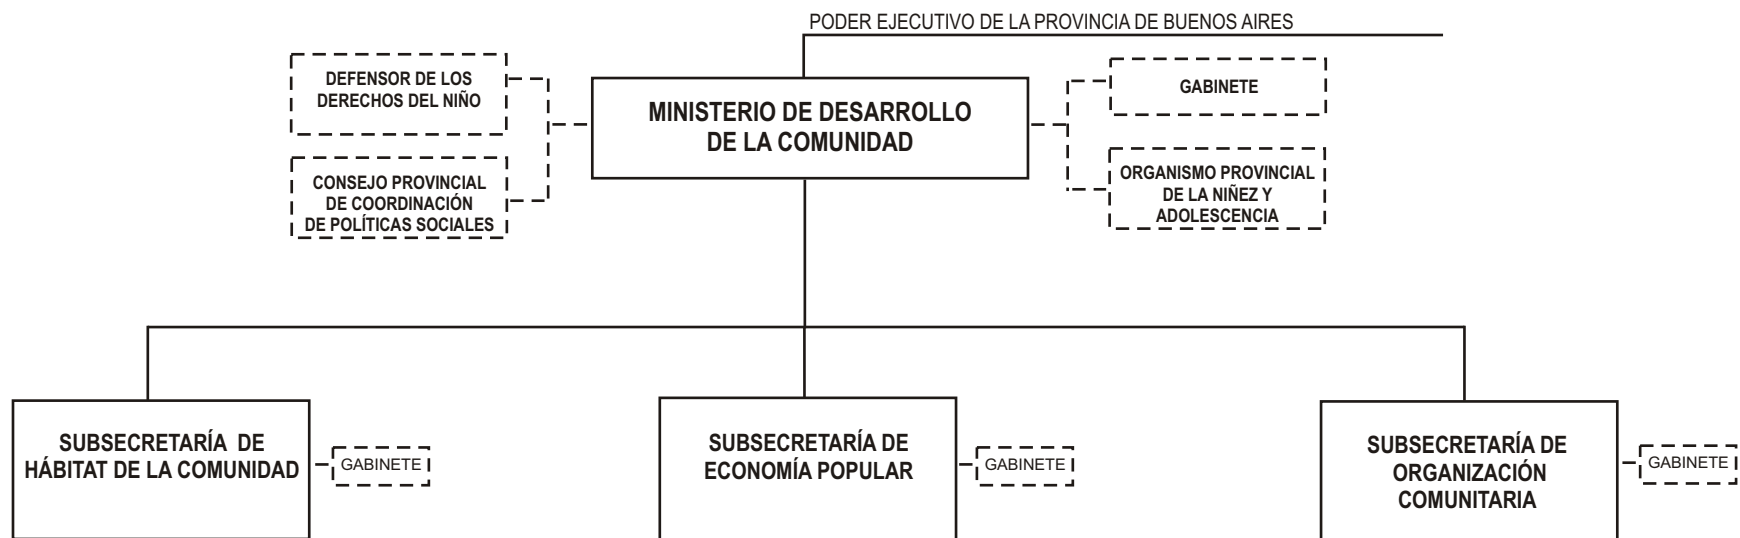 PODER EJECUTIVO DE LA PROVINCIA DE BUENOS AIRES
DEFENSOR DE LOS
DERECHOS DEL NIÑO
MINISTERIO DE DESARROLLO
DE LA COMUNIDAD
GABINETE
CONSEJO PROVINCIAL
DE COORDINACIÓN
DE POLÍTICAS SOCIALES
ORGANISMO PROVINCIAL
DE LA NIÑEZ Y
ADOLESCENCIA
SUBSECRETARÍA DE
HÁBITAT DE LA COMUNIDAD
GABINETE
SUBSECRETARÍA DE
ECONOMÍA POPULAR
GABINETE
SUBSECRETARÍA DE
ORGANIZACIÓN
COMUNITARIA
GABINETE